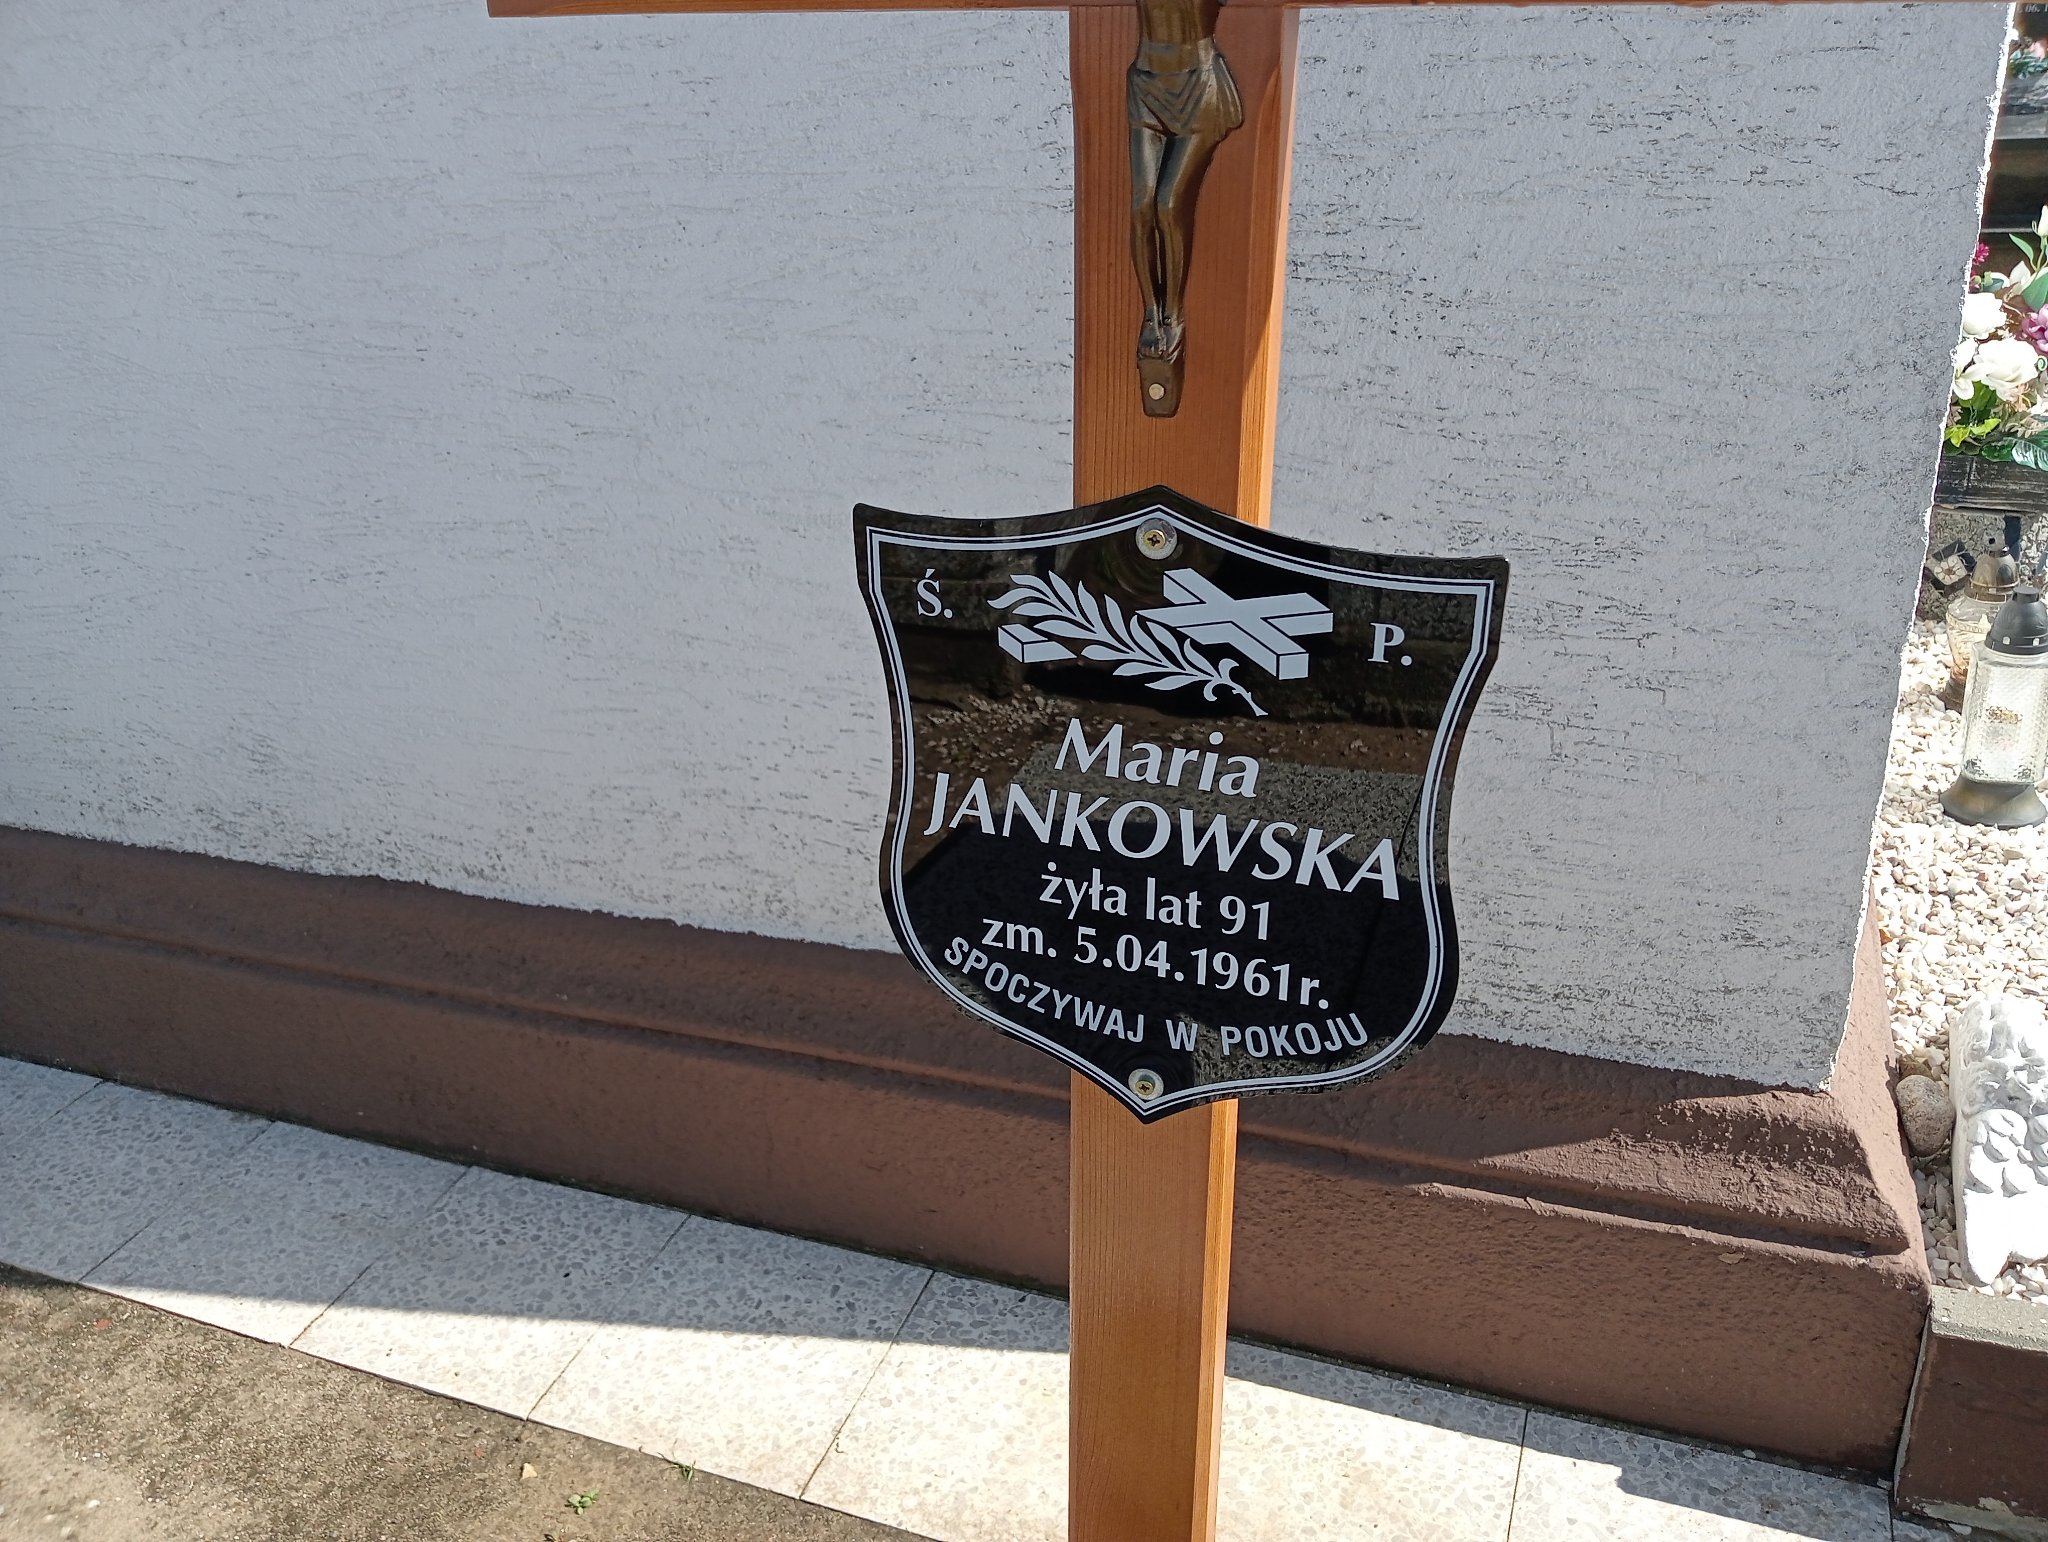 Ś. P.
Maria
JANKOWSKA
żyła lat 91
zm. 5.04.1961r.
SPOCZYWAJ W POKOJU